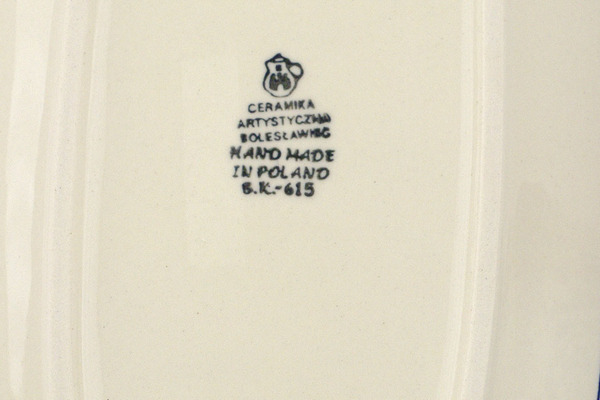 CERAMIKA
ARTYSTYCZNA
BOLESŁAWIEC
HAND MADE
IN POLAND
B.K.-615